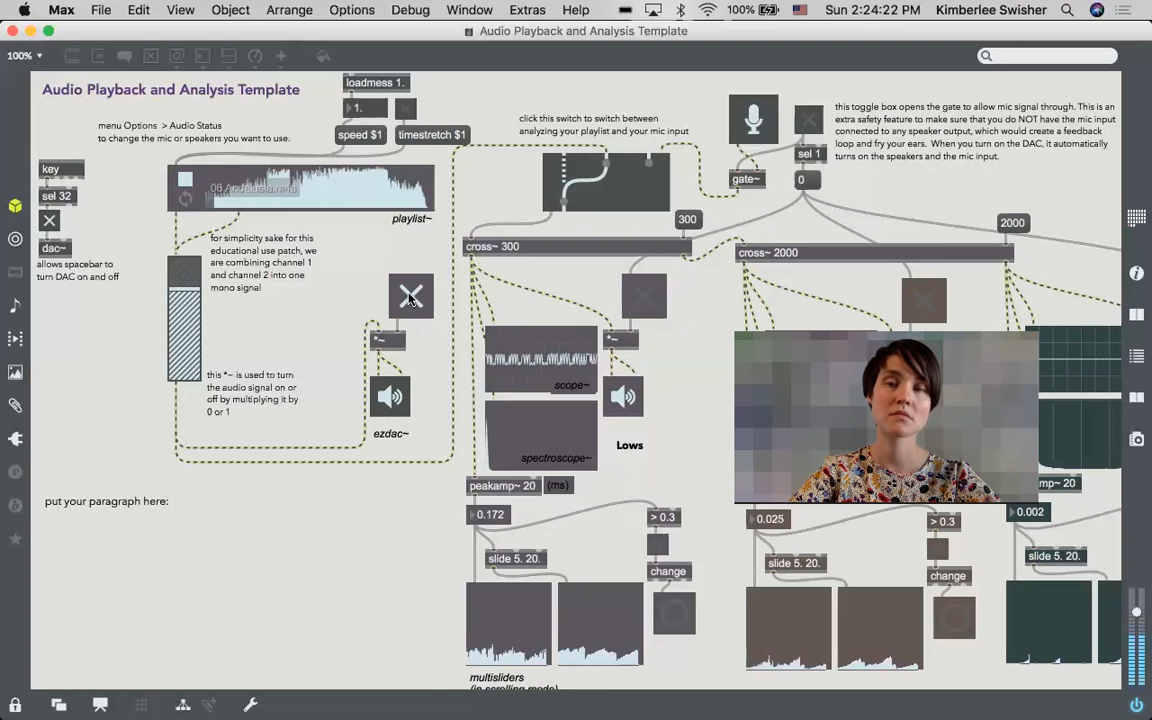 Max File Edit View Object Arrange Options Debug Window Extras Help 100% Sun 2:24:22 PM Kimberlee Swisher
Audio Playback and Analysis Template
100%
Audio Playback and Analysis Template
loadmess 1.
1.
speed $1
timestretch $1
menu Options > Audio Status
to change the mic or speakers you want to use.
key
sel 32
dac~
allows spacebar to
turn DAC on and off
06 Andalusia.m4a
playlist~
for simplicity sake for this
educational use patch, we
are combining channel 1
and channel 2 into one
mono signal
this *~ is used to turn
the audio signal on or
off by multiplying it by
0 or 1
*~
ezdac~
put your paragraph here:
click this switch to switch between
analyzing your playlist and your mic input
sel 1
gate~
0
this toggle box opens the gate to allow mic signal through. This is an
extra safety feature to make sure that you do NOT have the mic input
connected to any speaker output, which would create a feedback
loop and fry your ears. When you turn on the DAC, it automatically
turns on the speakers and the mic input.
300
cross~ 300
2000
cross~ 2000
*~
scope~
spectroscope~
Lows
peakamp~ 20
(ms)
0.172
> 0.3
slide 5. 20.
change
multisliders
(in scrolling mode)
0.025
> 0.3
slide 5. 20.
change
mp~ 20
0.002
slide 5. 20.